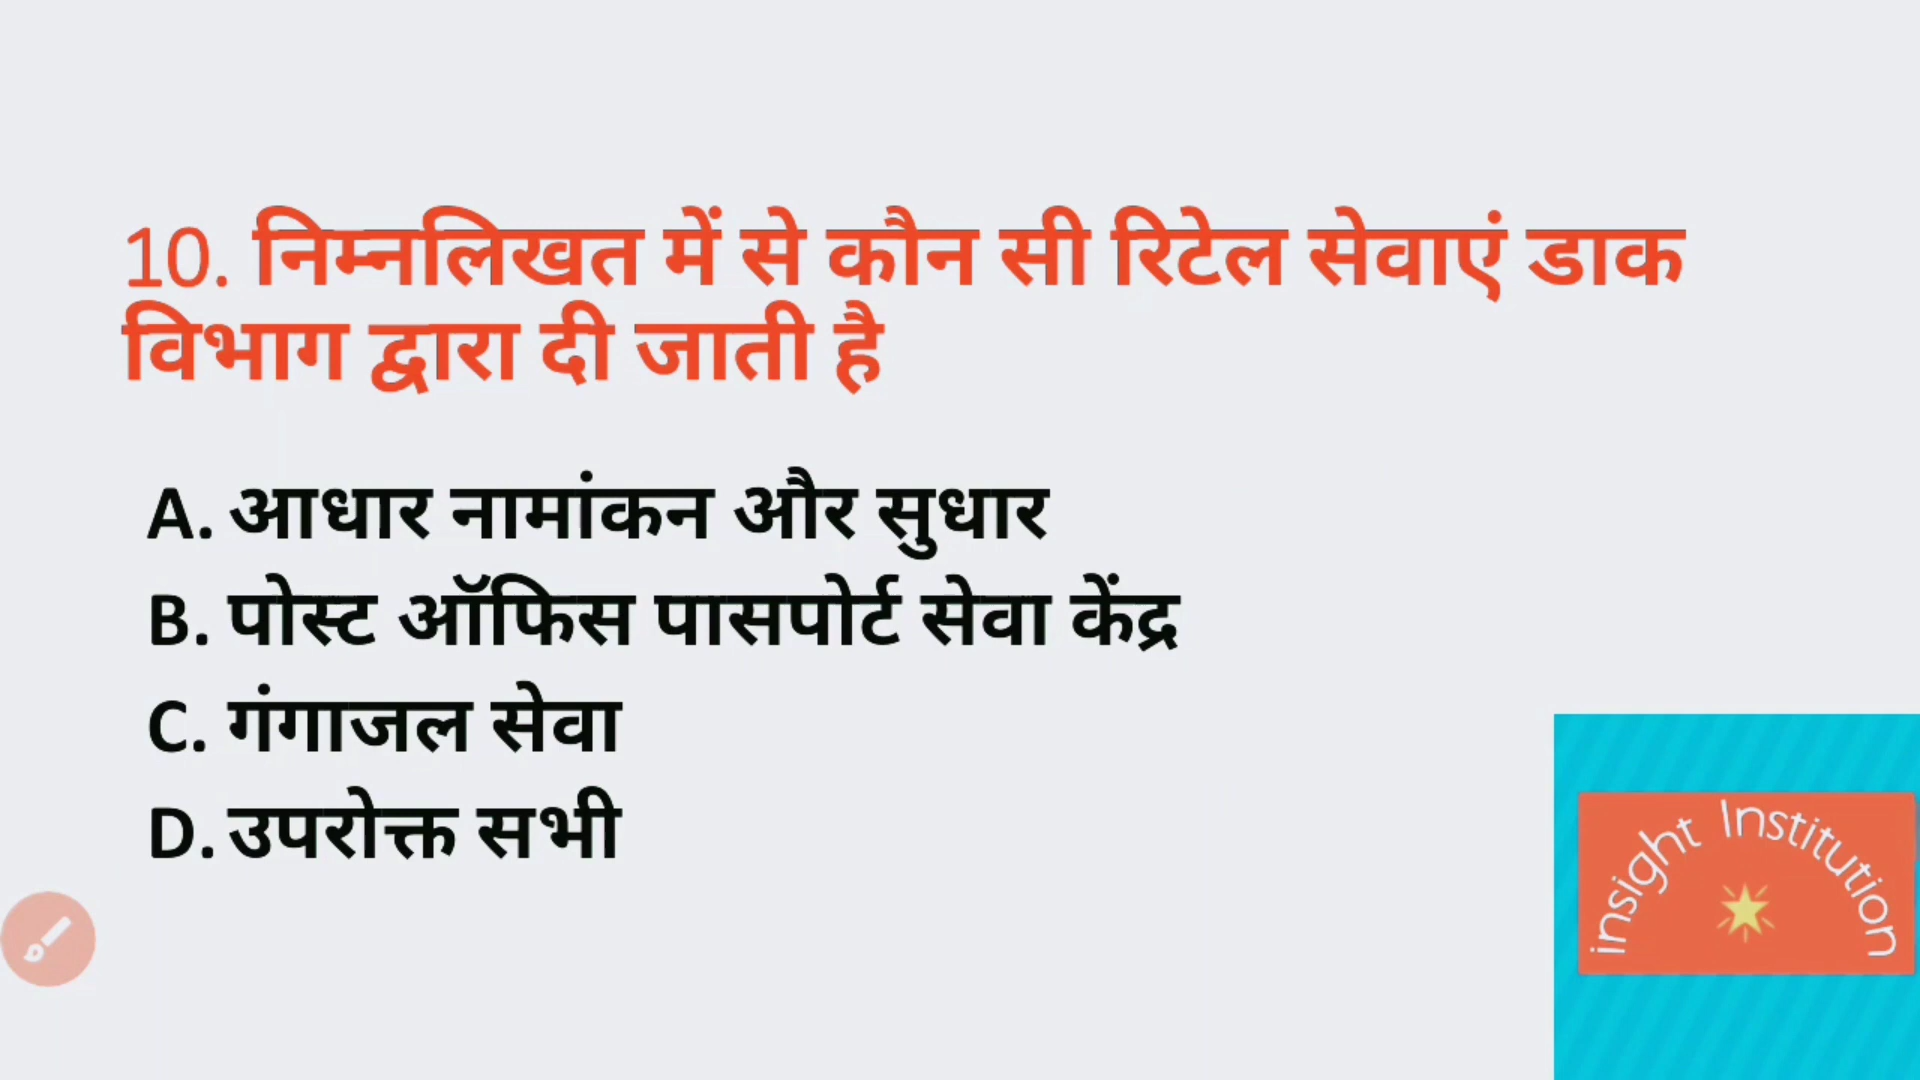 10. निम्नलिखत में से कौन सी रिटेल सेवाएं डाक
विभाग द्वारा दी जाती है
A. आधार नामांकन और सुधार
B. पोस्ट ऑफिस पासपोर्ट सेवा केंद्र
C. गंगाजल सेवा
D. उपरोक्त सभी
insight Institution